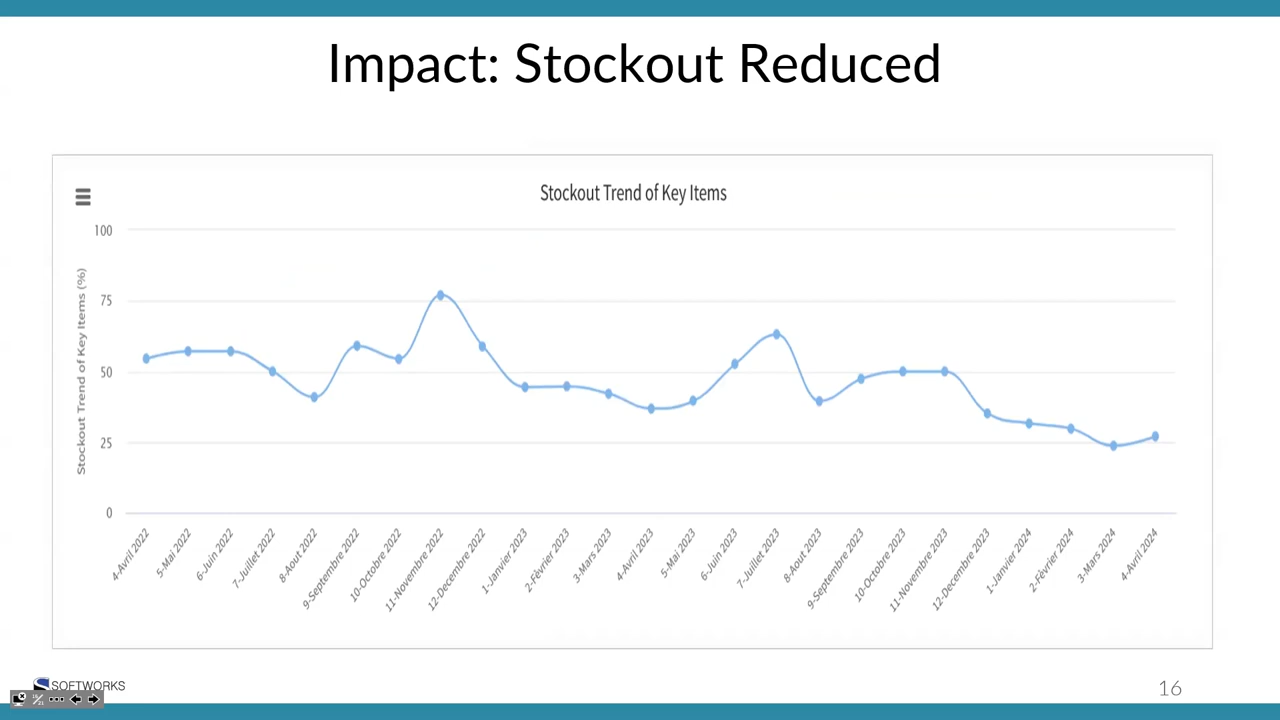 Impact: Stockout Reduced
Stockout Trend of Key Items
Stockout Trend of Key Items (%)
100
75
50
25
0
4-Avril 2022
5-Mai 2022
6-Juin 2022
7-Juillet 2022
8-Aout 2022
9-Septembre 2022
10-Octobre 2022
11-Novembre 2022
12-Decembre 2022
1-Janvier 2023
2-Février 2023
3-Mars 2023
4-Avril 2023
5-Mai 2023
6-Juin 2023
7-Juillet 2023
8-Aout 2023
9-Septembre 2023
10-Octobre 2023
11-Novembre 2023
12-Decembre 2023
1-Janvier 2024
2-Février 2024
3-Mars 2024
4-Avril 2024
SOFTWORKS
16